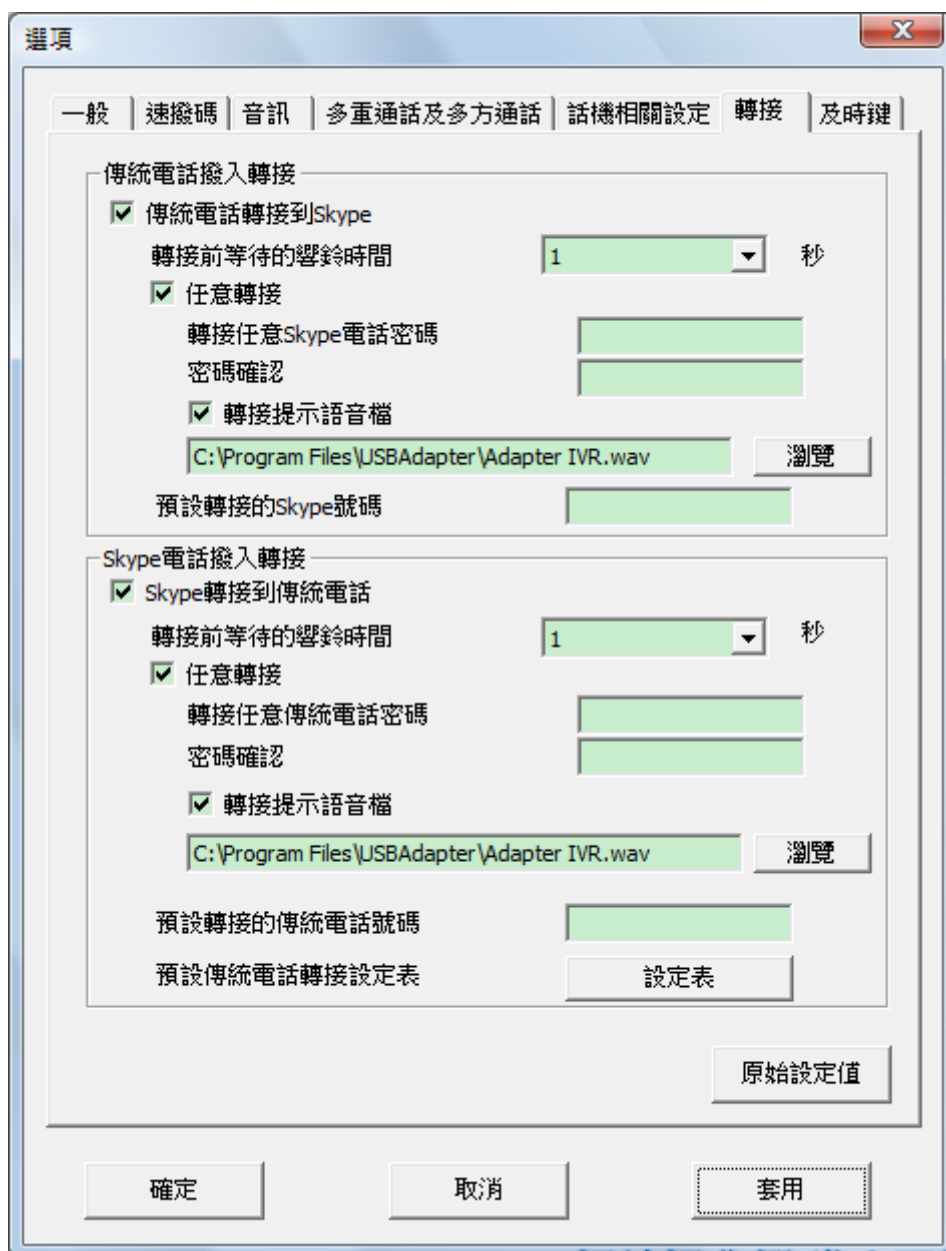 選項
一般 速撥碼 音訊 多重通話及多方通話 話機相關設定 轉接 及時鍵
傳統電話撥入轉接
傳統電話轉接到Skype
轉接前等待的響鈴時間 1 秒
任意轉接
轉接任意Skype電話密碼
密碼確認
轉接提示語音檔
C:\Program Files\USBAdapter\Adapter IVR.wav 瀏覽
預設轉接的Skype號碼
Skype電話撥入轉接
Skype轉接到傳統電話
轉接前等待的響鈴時間 1 秒
任意轉接
轉接任意傳統電話密碼
密碼確認
轉接提示語音檔
C:\Program Files\USBAdapter\Adapter IVR.wav 瀏覽
預設轉接的傳統電話號碼
預設傳統電話轉接設定表 設定表
原始設定值
確定 取消 套用